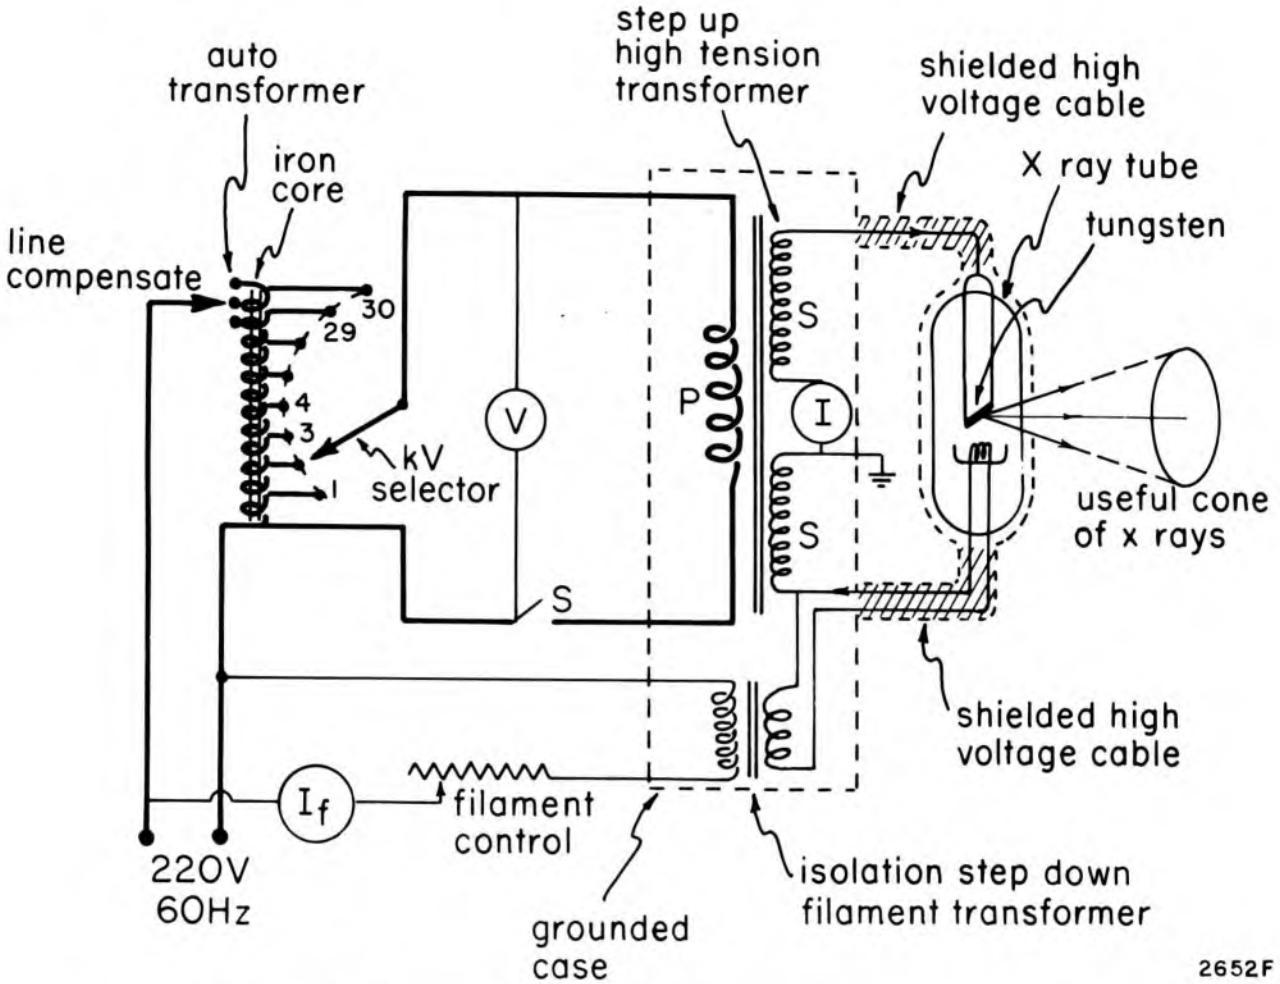 step up
high tension
transformer
auto
transformer
shielded high
voltage cable
iron
core
X ray tube
tungsten
line
compensate
30
29
4
3
1
kV
selector
V
P
S
I
S
S
useful cone
of x rays
shielded high
voltage cable
If
filament
control
220V
60Hz
isolation step down
filament transformer
grounded
case
2652F